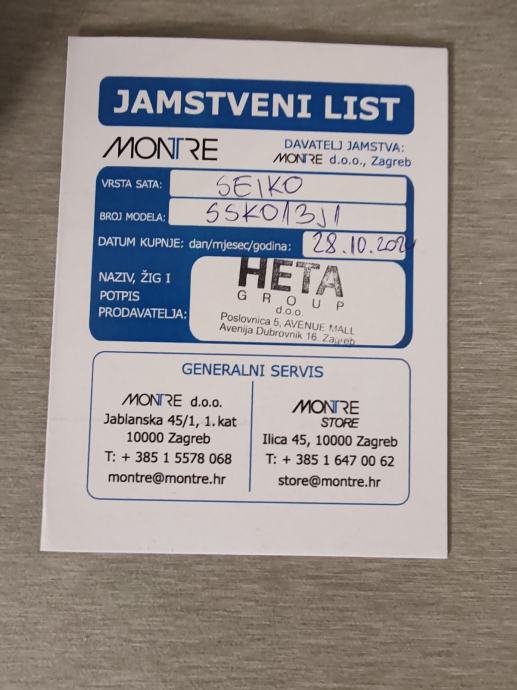 JAMSTVENI LIST
MONTRE
DAVATELJ JAMSTVA:
MONTRE d.o.o., Zagreb
VRSTA SATA: SEIKO
BROJ MODELA: SSK013J1
DATUM KUPNJE: dan/mjesec/godina: 28.10.2024
NAZIV, ŽIG I
POTPIS
PRODAVATELJA:
HETA
GROUP
d.o.o.
Poslovnica 5, AVENUE MALL
Avenija Dubrovnik 16. Zagreb
GENERALNI SERVIS
MONTRE d.o.o.
Jablanska 45/1, 1. kat
10000 Zagreb
T: + 385 1 5578 068
montre@montre.hr
MONTRE
STORE
Ilica 45, 10000 Zagreb
T: + 385 1 647 00 62
store@montre.hr